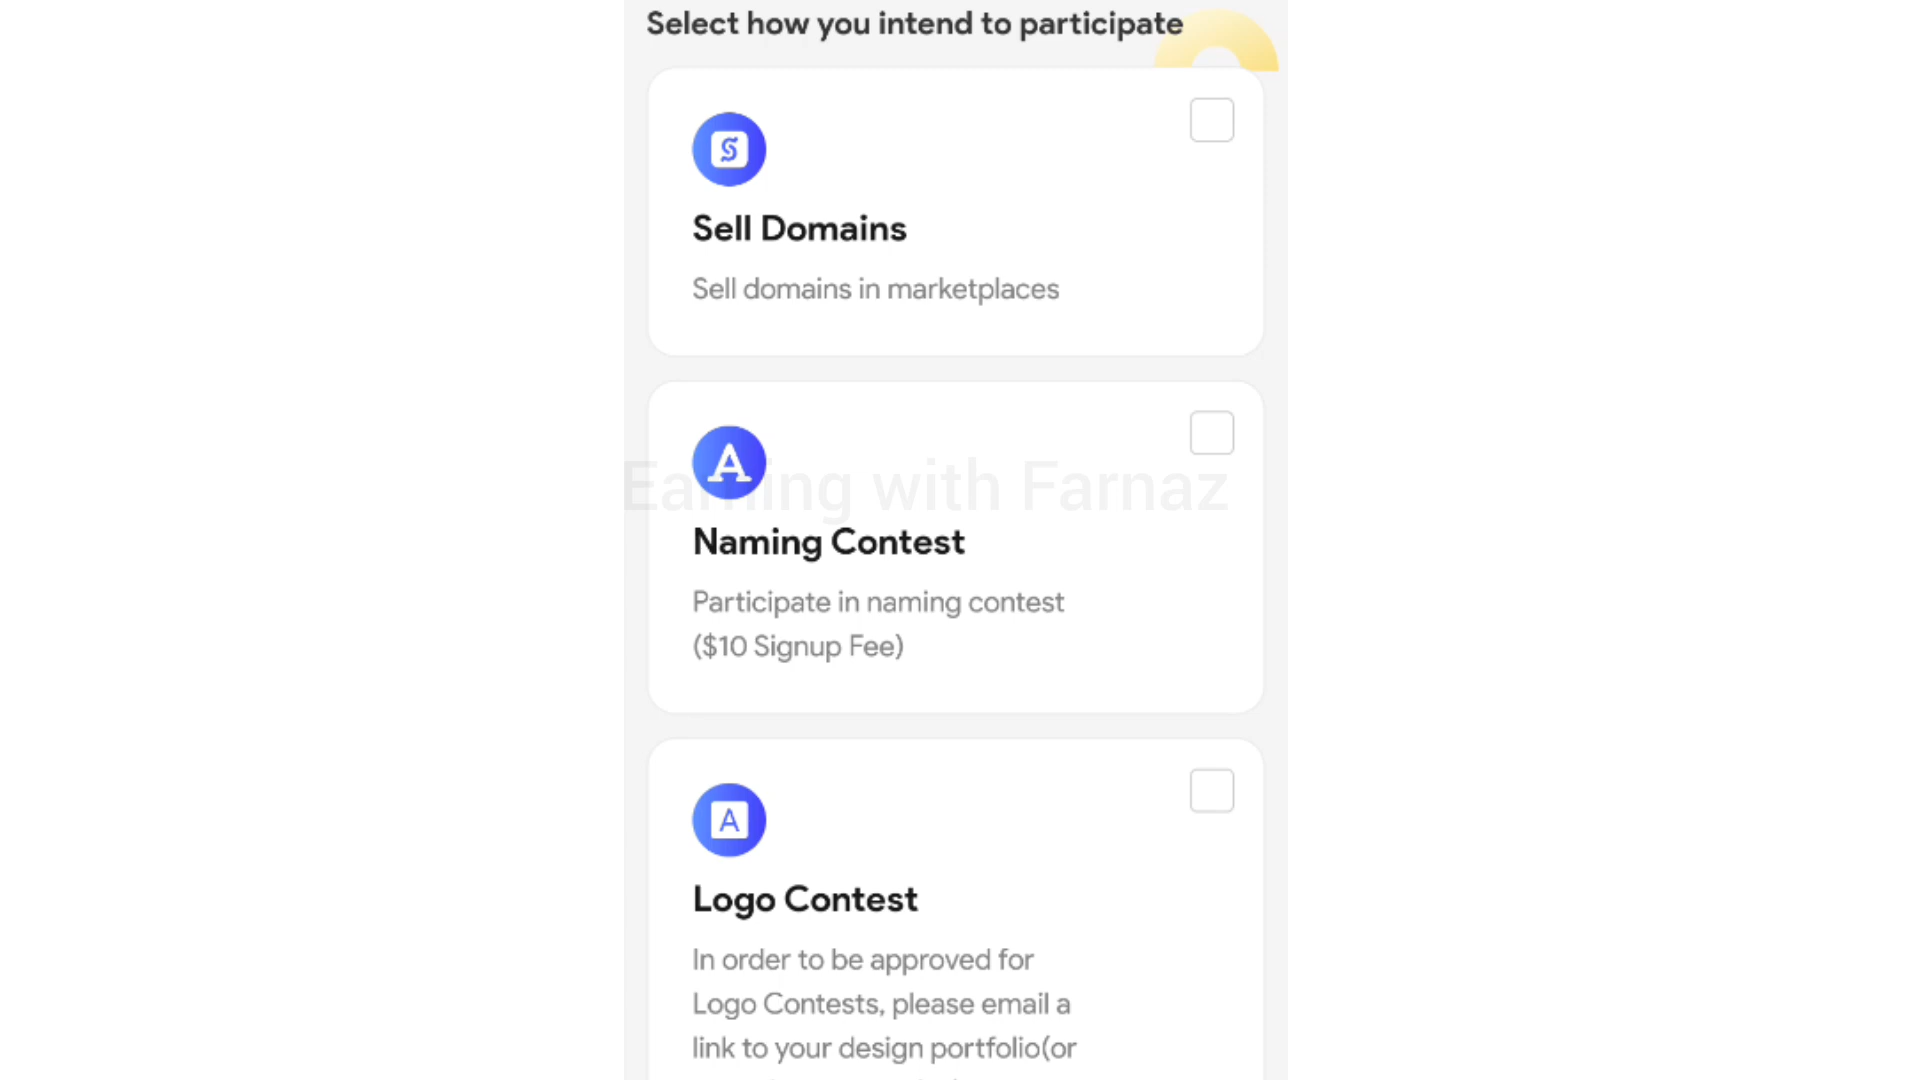 Select how you intend to participate
Sell Domains
Sell domains in marketplaces
Earning with Farnaz
Naming Contest
Participate in naming contest
($10 Signup Fee)
Logo Contest
In order to be approved for
Logo Contests, please email a
link to your design portfolio(or